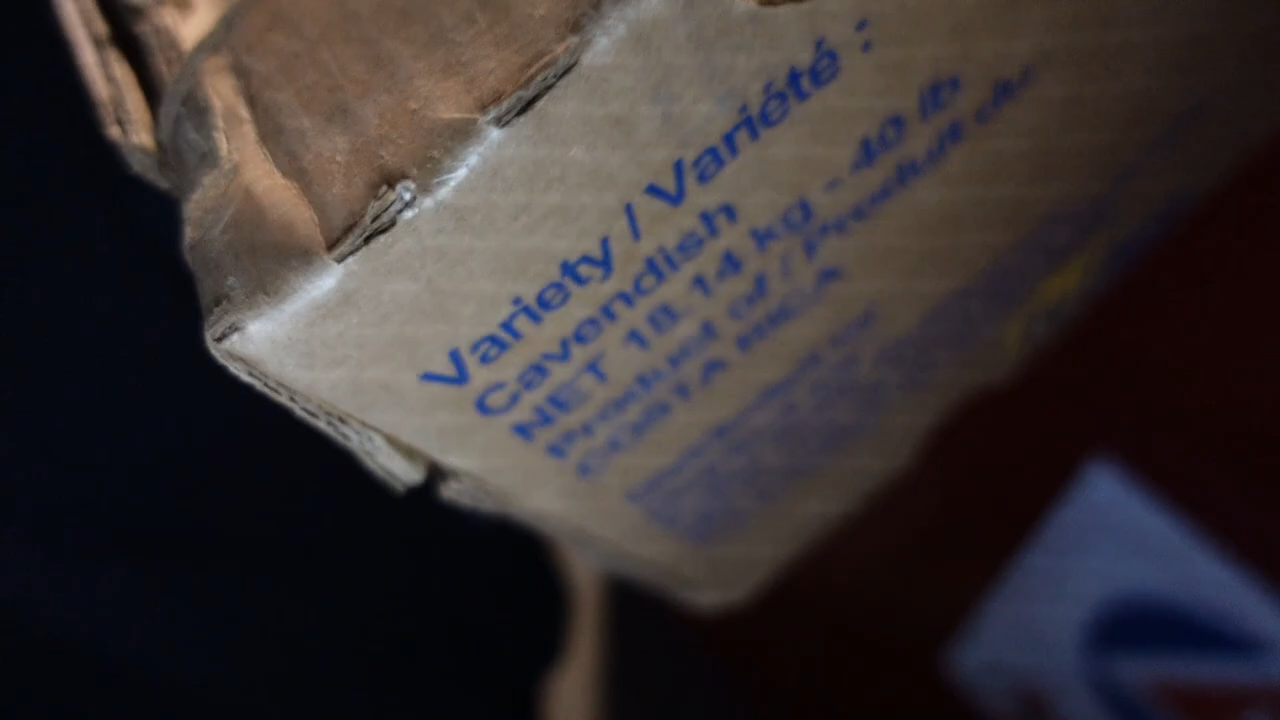 Variety / Variété :
Cavendish
NET 18.14 kg - 40 lb
Product of / Produit du
COSTA RICA